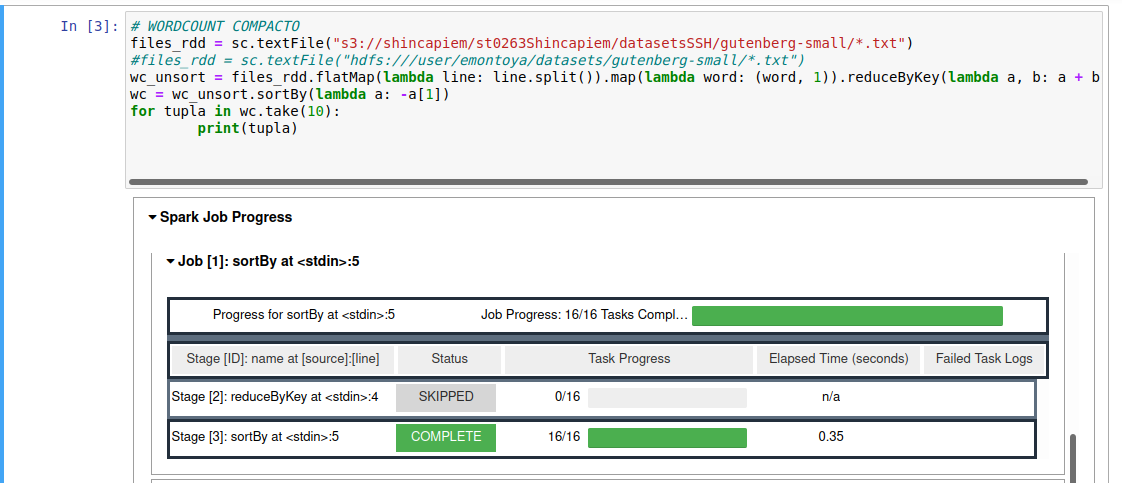 In [3]:
# WORDCOUNT COMPACTO
files_rdd = sc.textFile("s3://shincapiem/st0263Shincapiem/datasetsSSH/gutenberg-small/*.txt")
#files_rdd = sc.textFile("hdfs:///user/emontoya/datasets/gutenberg-small/*.txt")
wc_unsort = files_rdd.flatMap(lambda line: line.split()).map(lambda word: (word, 1)).reduceByKey(lambda a, b: a + b
wc = wc_unsort.sortBy(lambda a: -a[1])
for tupla in wc.take(10):
        print(tupla)
Spark Job Progress
Job [1]: sortBy at <stdin>:5
Progress for sortBy at <stdin>:5 Job Progress: 16/16 Tasks Compl...
Stage [ID]: name at [source]:[line] Status Task Progress Elapsed Time (seconds) Failed Task Logs
Stage [2]: reduceByKey at <stdin>:4 SKIPPED 0/16 n/a
Stage [3]: sortBy at <stdin>:5 COMPLETE 16/16 0.35